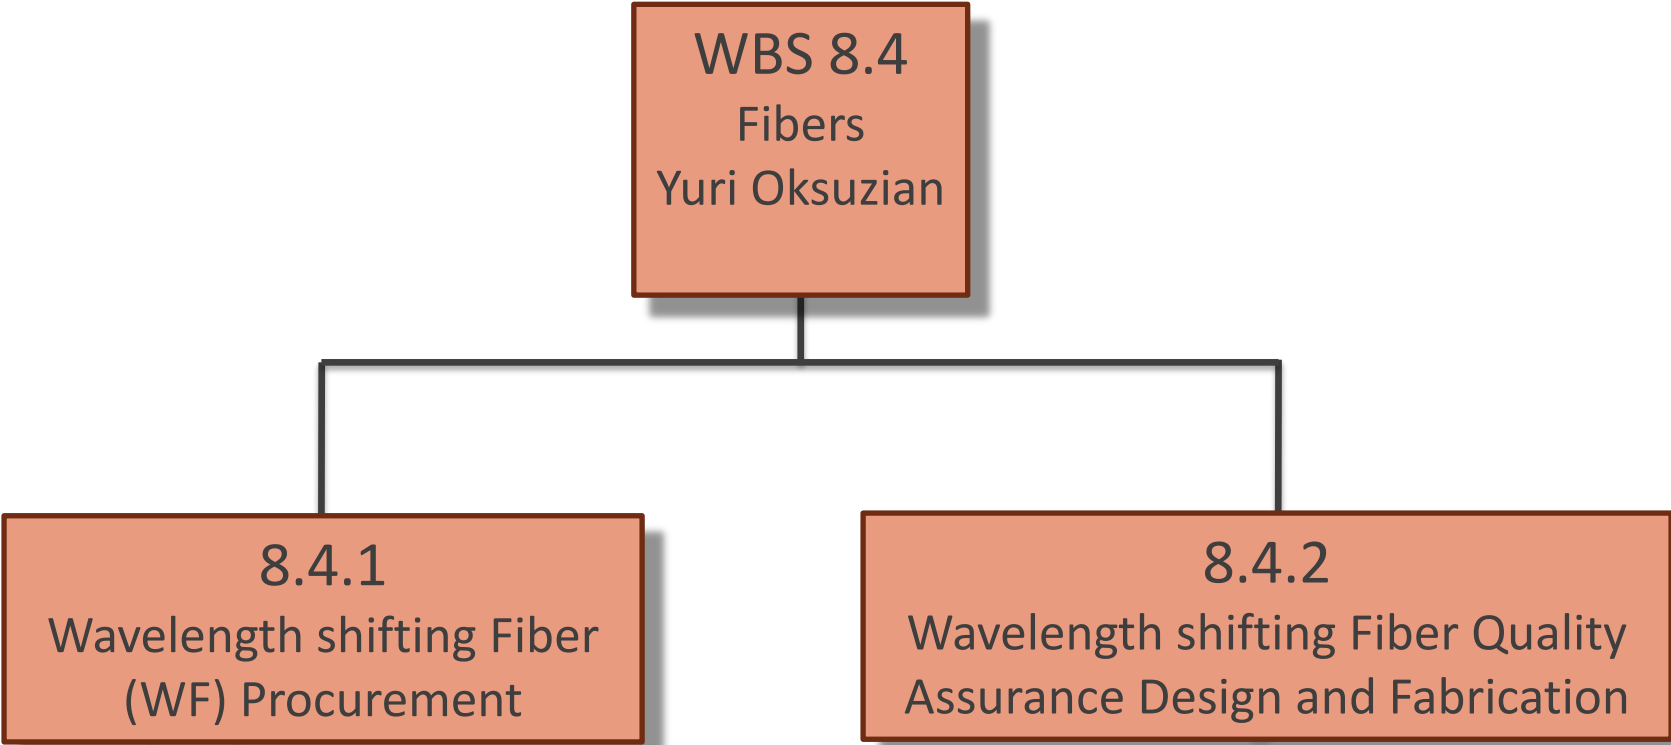 WBS 8.4
Fibers
Yuri Oksuzian
8.4.1
Wavelength shifting Fiber
(WF) Procurement
8.4.2
Wavelength shifting Fiber Quality
Assurance Design and Fabrication